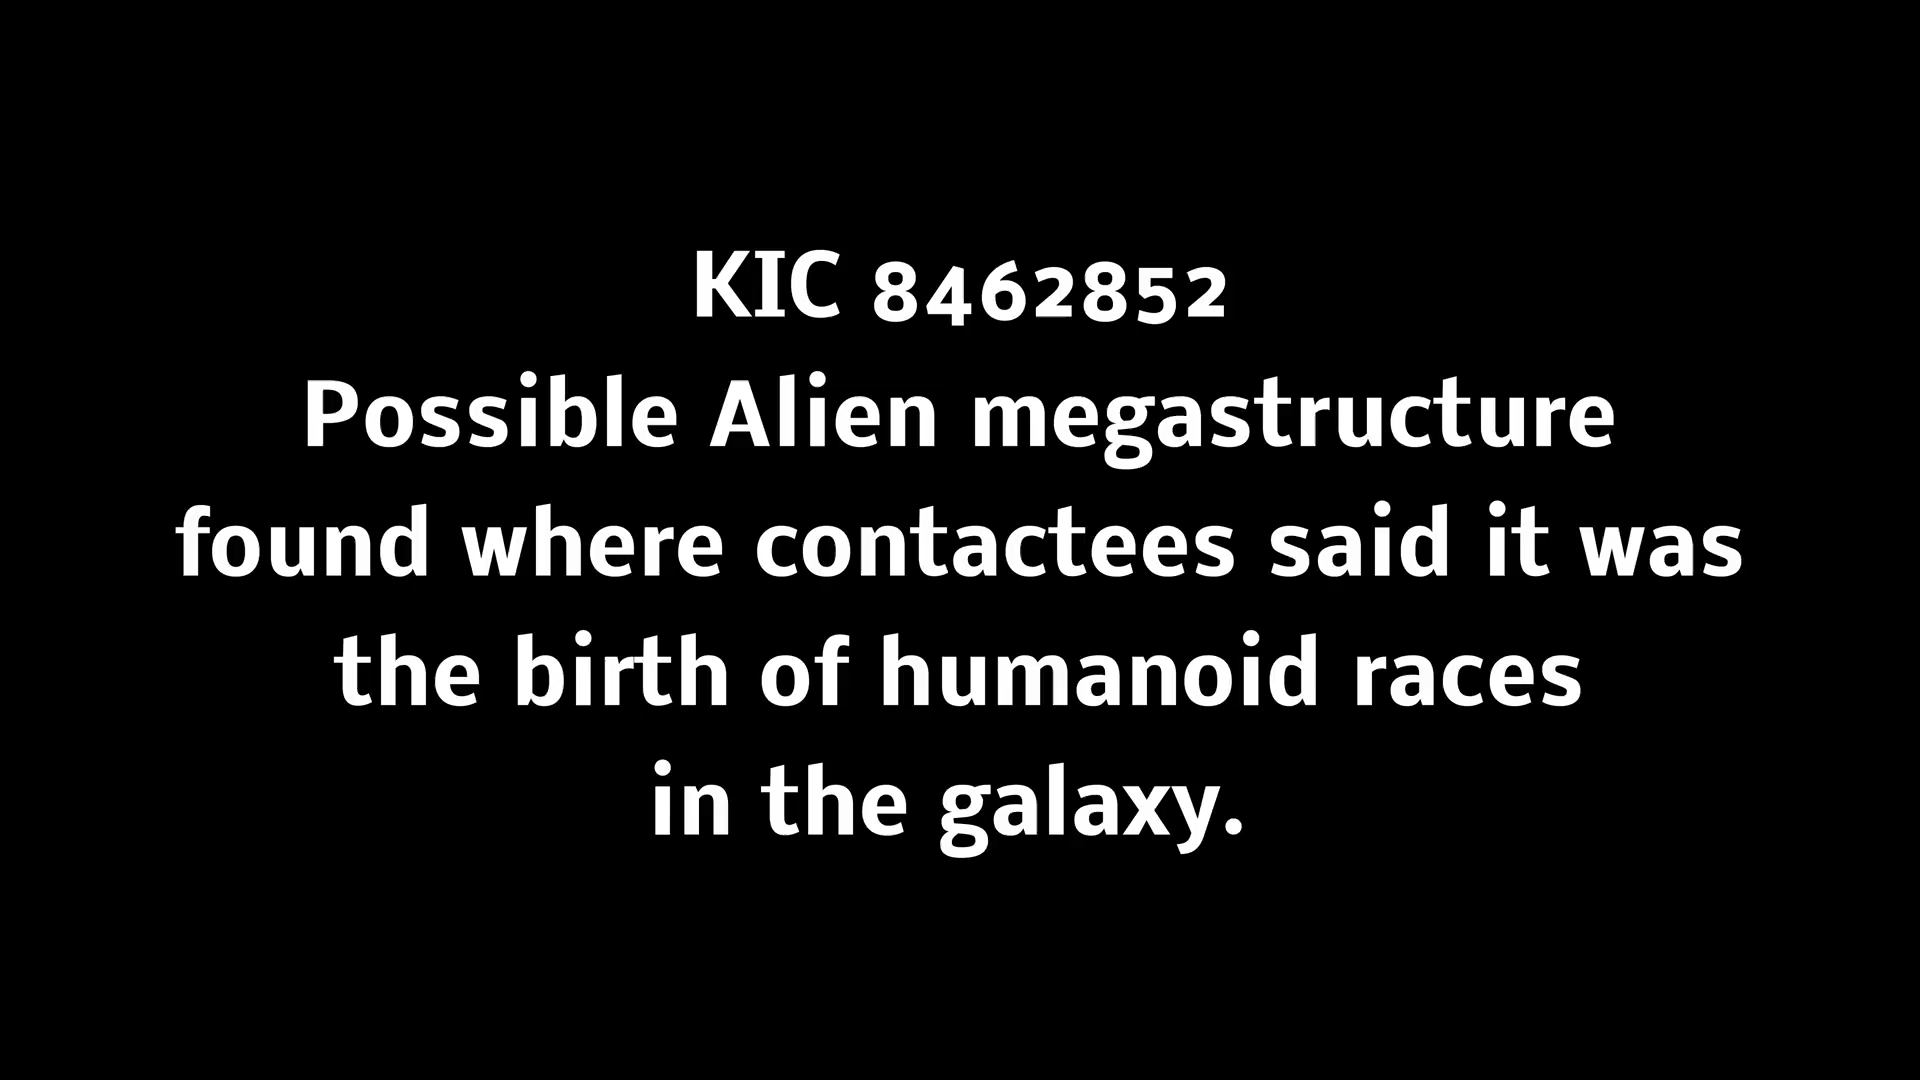 KIC 8462852
Possible Alien megastructure
found where contactees said it was
the birth of humanoid races
in the galaxy.